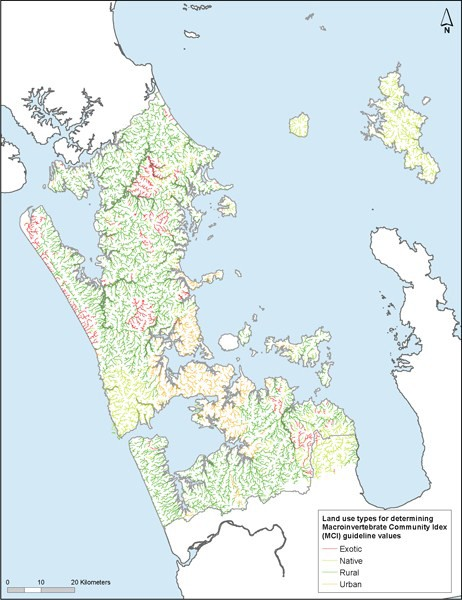 N
Land use types for determining
Macroinvertebrate Community Idex
(MCI) guideline values
Exotic
Native
Rural
Urban
0 10 20 Kilometers